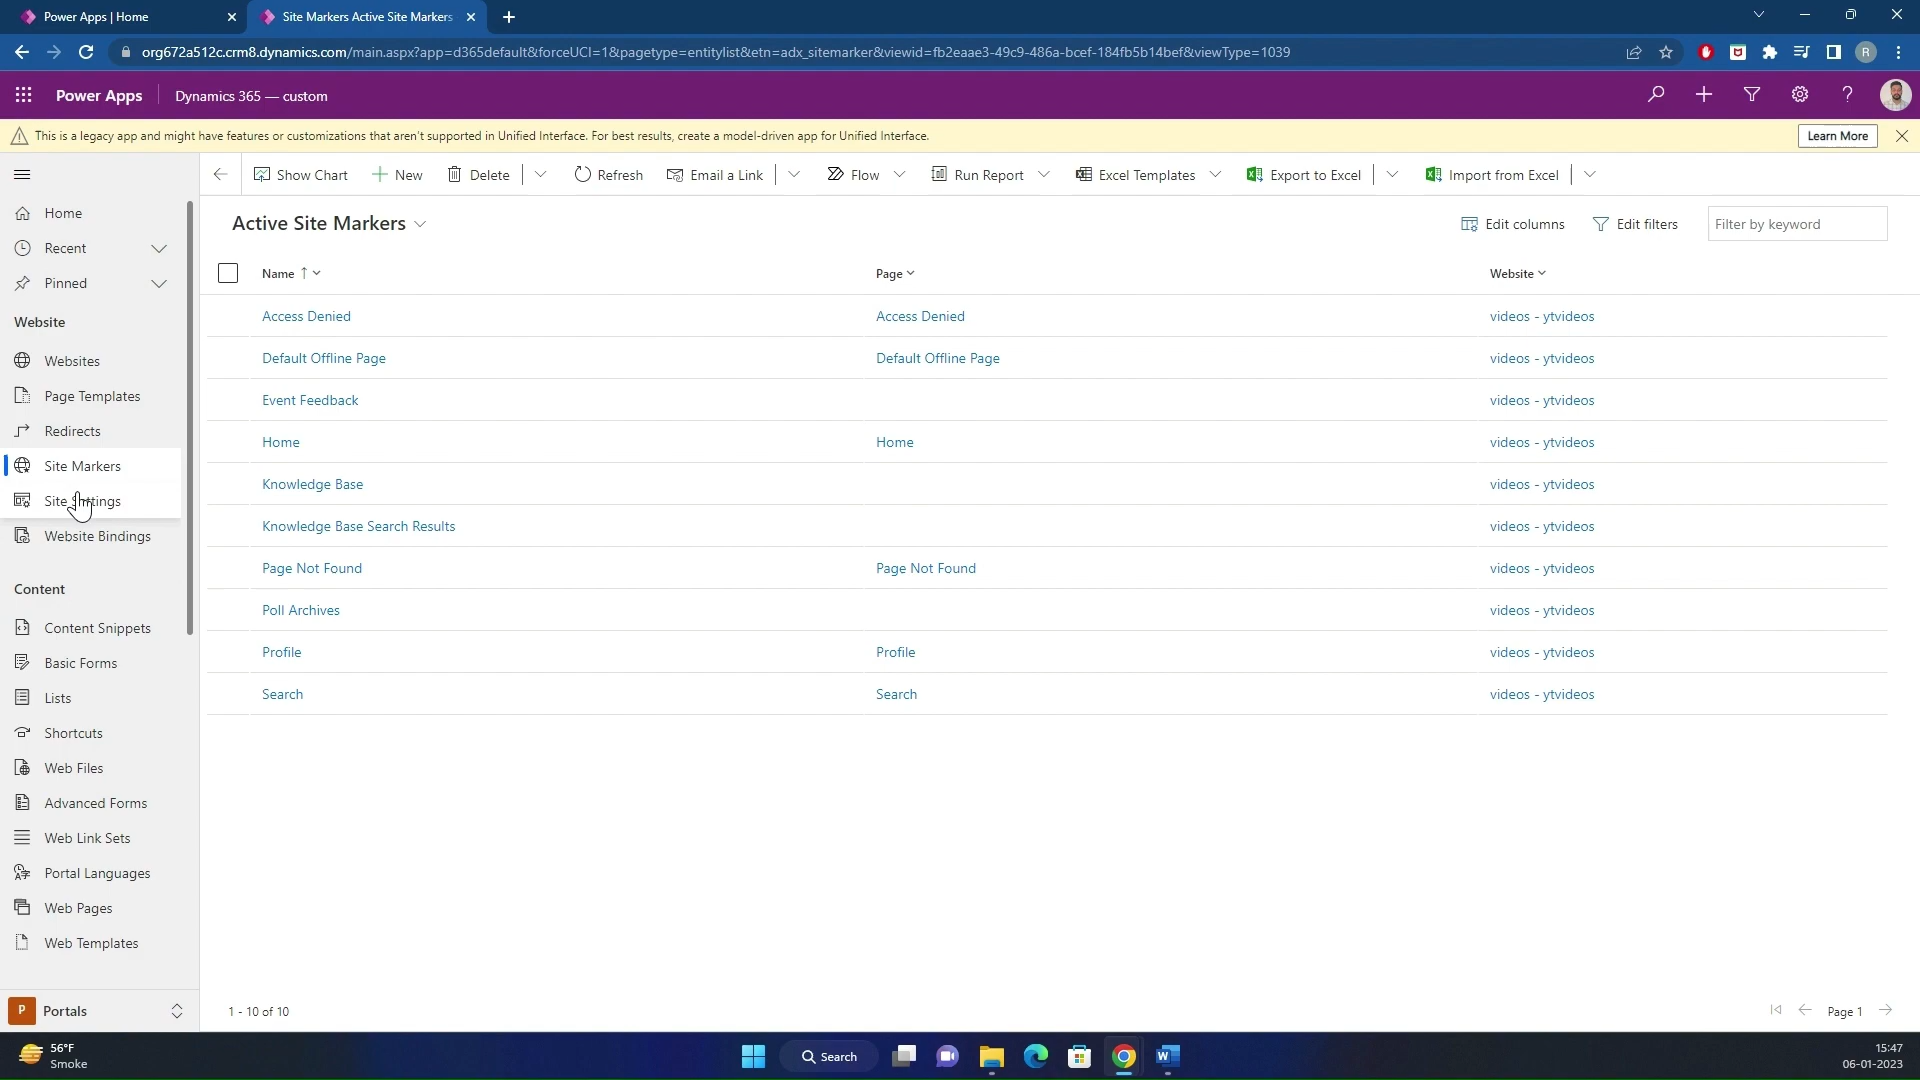 Power Apps | Home
Site Markers Active Site Markers
org672a512c.crm8.dynamics.com/main.aspx?app=d365default&forceUCI=1&pagetype=entitylist&etn=adx_sitemarker&viewid=fb2eaae3-49c9-486a-bcef-184fb5b14bef&viewType=1039
R
Power Apps
Dynamics 365 — custom
This is a legacy app and might have features or customizations that aren't supported in Unified Interface. For best results, create a model-driven app for Unified Interface.
Learn More
Show Chart
New
Delete
Refresh
Email a Link
Flow
Run Report
Excel Templates
Export to Excel
Import from Excel
Home
Recent
Pinned
Website
Websites
Page Templates
Redirects
Site Markers
Site Settings
Website Bindings
Content
Content Snippets
Basic Forms
Lists
Shortcuts
Web Files
Advanced Forms
Web Link Sets
Portal Languages
Web Pages
Web Templates
P Portals
Active Site Markers
Edit columns
Edit filters
Filter by keyword
Name Page Website
Access Denied Access Denied videos - ytvideos
Default Offline Page Default Offline Page videos - ytvideos
Event Feedback videos - ytvideos
Home Home videos - ytvideos
Knowledge Base videos - ytvideos
Knowledge Base Search Results videos - ytvideos
Page Not Found Page Not Found videos - ytvideos
Poll Archives videos - ytvideos
Profile Profile videos - ytvideos
Search Search videos - ytvideos
1 - 10 of 10
Page 1
56°F
Smoke
Search
15:47
06-01-2023